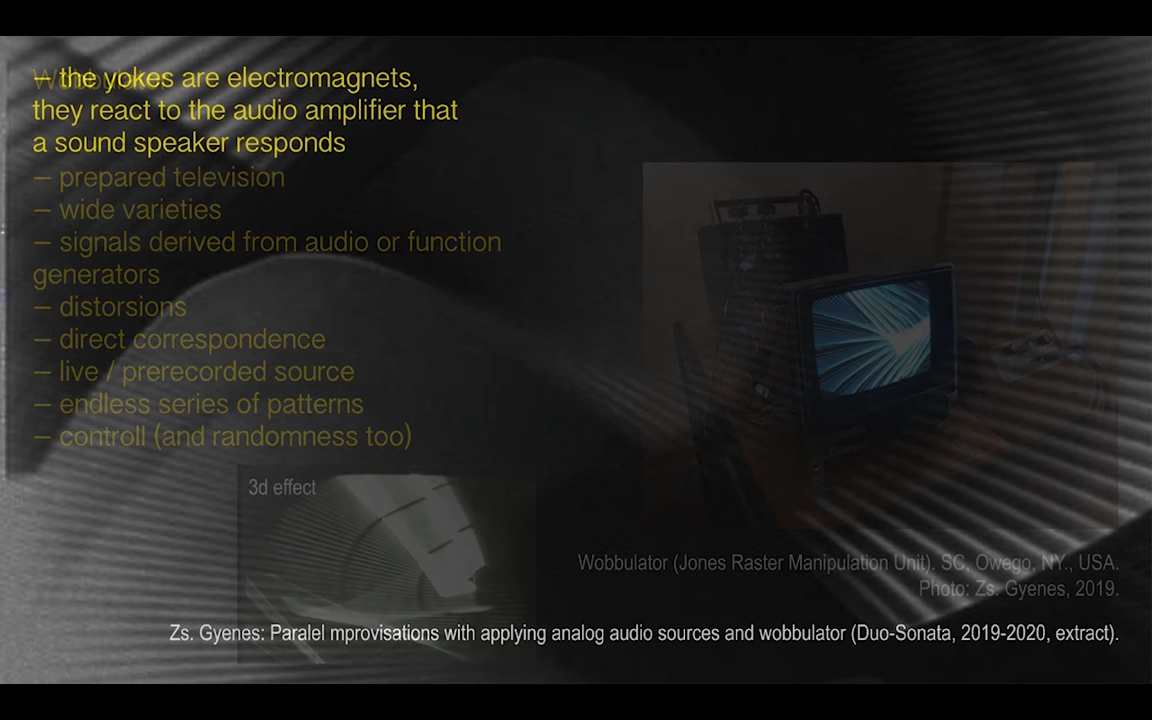 Wobbulator
– the yokes are electromagnets,
they react to the audio amplifier that
a sound speaker responds
– prepared television
– wide varieties
– signals derived from audio or function
generators
– distorsions
– direct correspondence
– live / prerecorded source
– endless series of patterns
– controll (and randomness too)
3d effect
Wobbulator (Jones Raster Manipulation Unit). SC, Owego, NY., USA.
Photo: Zs. Gyenes, 2019.
Zs. Gyenes: Paralel mprovisations with applying analog audio sources and wobbulator (Duo-Sonata, 2019-2020, extract).